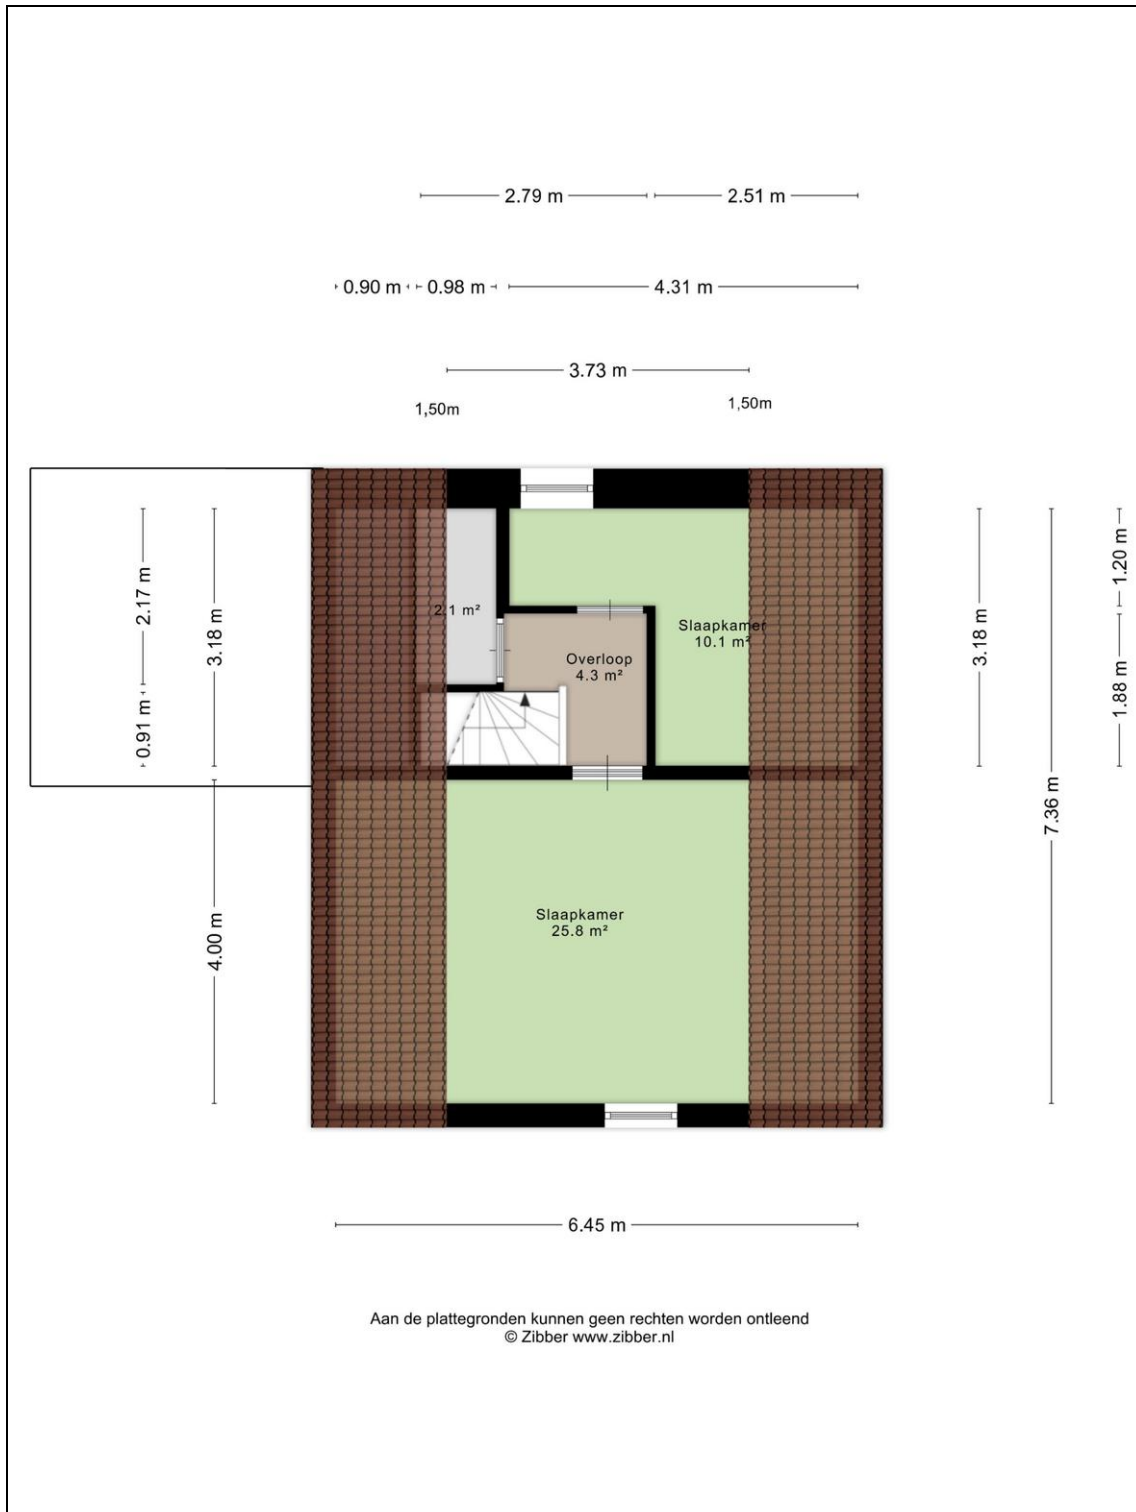 2.79 m
2.51 m
0.90 m
0.98 m
4.31 m
3.73 m
1,50m
1,50m
2.17 m
3.18 m
0.91 m
4.00 m
2.1 m²
Overloop
4.3 m²
Slaapkamer
10.1 m²
Slaapkamer
25.8 m²
3.18 m
7.36 m
1.20 m
1.88 m
6.45 m
Aan de plattegronden kunnen geen rechten worden ontleend
© Zibber www.zibber.nl